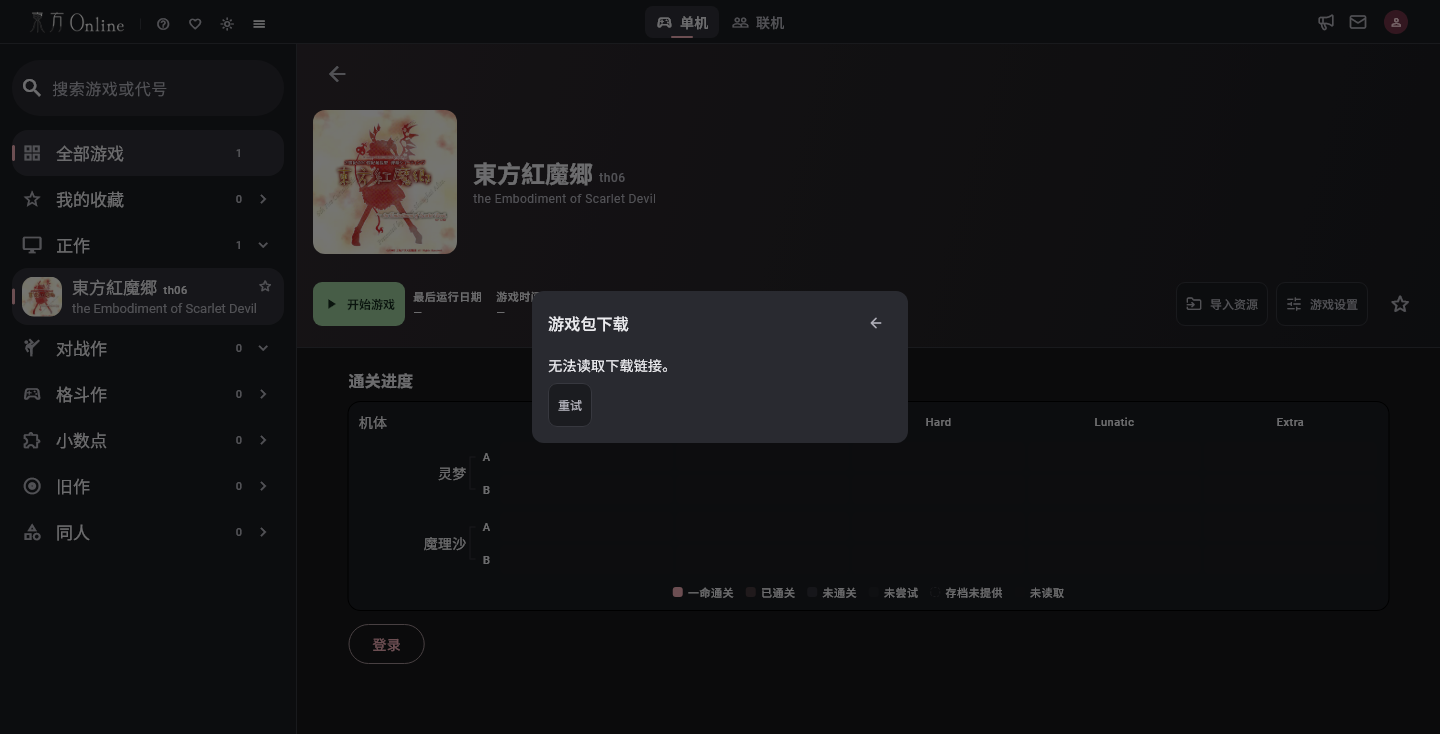 東方Online
单机
联机
搜索游戏或代号
全部游戏 1
我的收藏 0
正作 1
東方紅魔郷 th06
the Embodiment of Scarlet Devil
对战作 0
格斗作 0
小数点 0
旧作 0
同人 0
東方紅魔郷 th06
the Embodiment of Scarlet Devil
开始游戏
最后运行日期
—
游戏时
—
导入资源
游戏设置
游戏包下载
无法读取下载链接。
重试
通关进度
机体 Hard Lunatic Extra
灵梦
A
B
魔理沙
A
B
一命通关 已通关 未通关 未尝试 存档未提供 未读取
登录